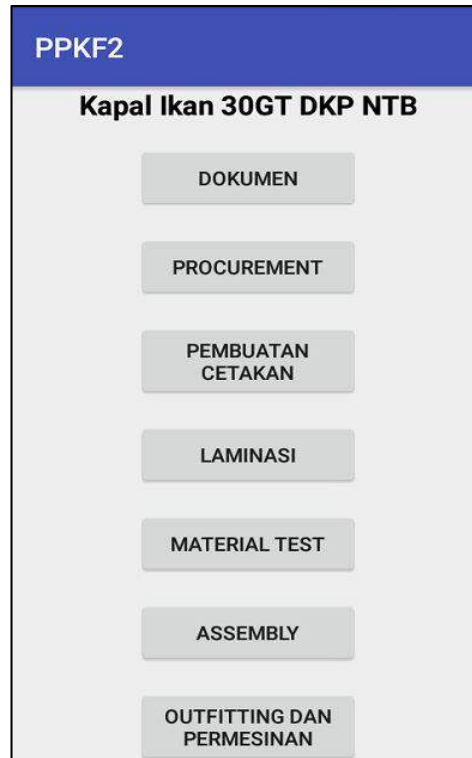 PPKF2
Kapal Ikan 30GT DKP NTB
DOKUMEN
PROCUREMENT
PEMBUATAN
CETAKAN
LAMINASI
MATERIAL TEST
ASSEMBLY
OUTFITTING DAN
PERMESINAN